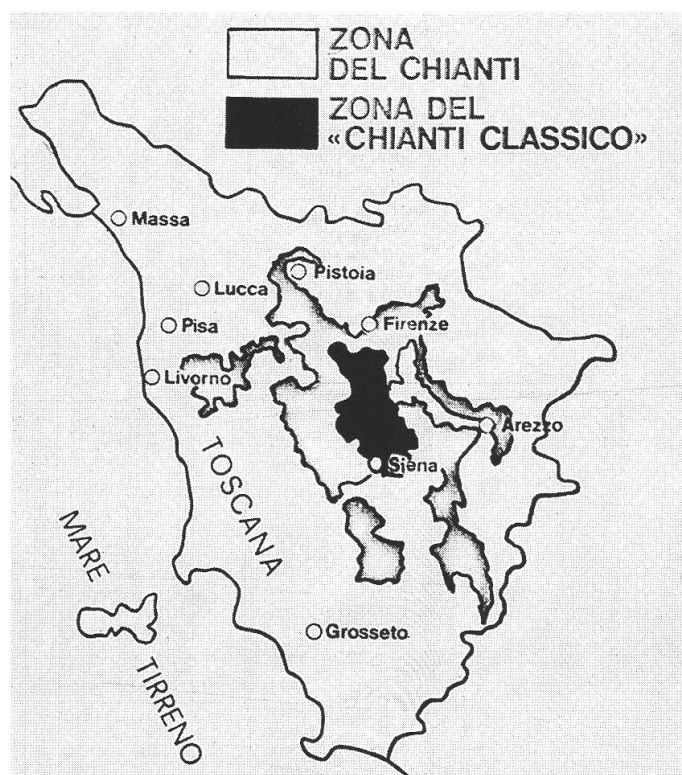 ZONA
DEL CHIANTI
ZONA DEL
«CHIANTI CLASSICO»
Massa
Pistoia
Lucca
Pisa
Firenze
Livorno
Arezzo
Siena
TOSCANA
MARE
TIRRENO
Grosseto